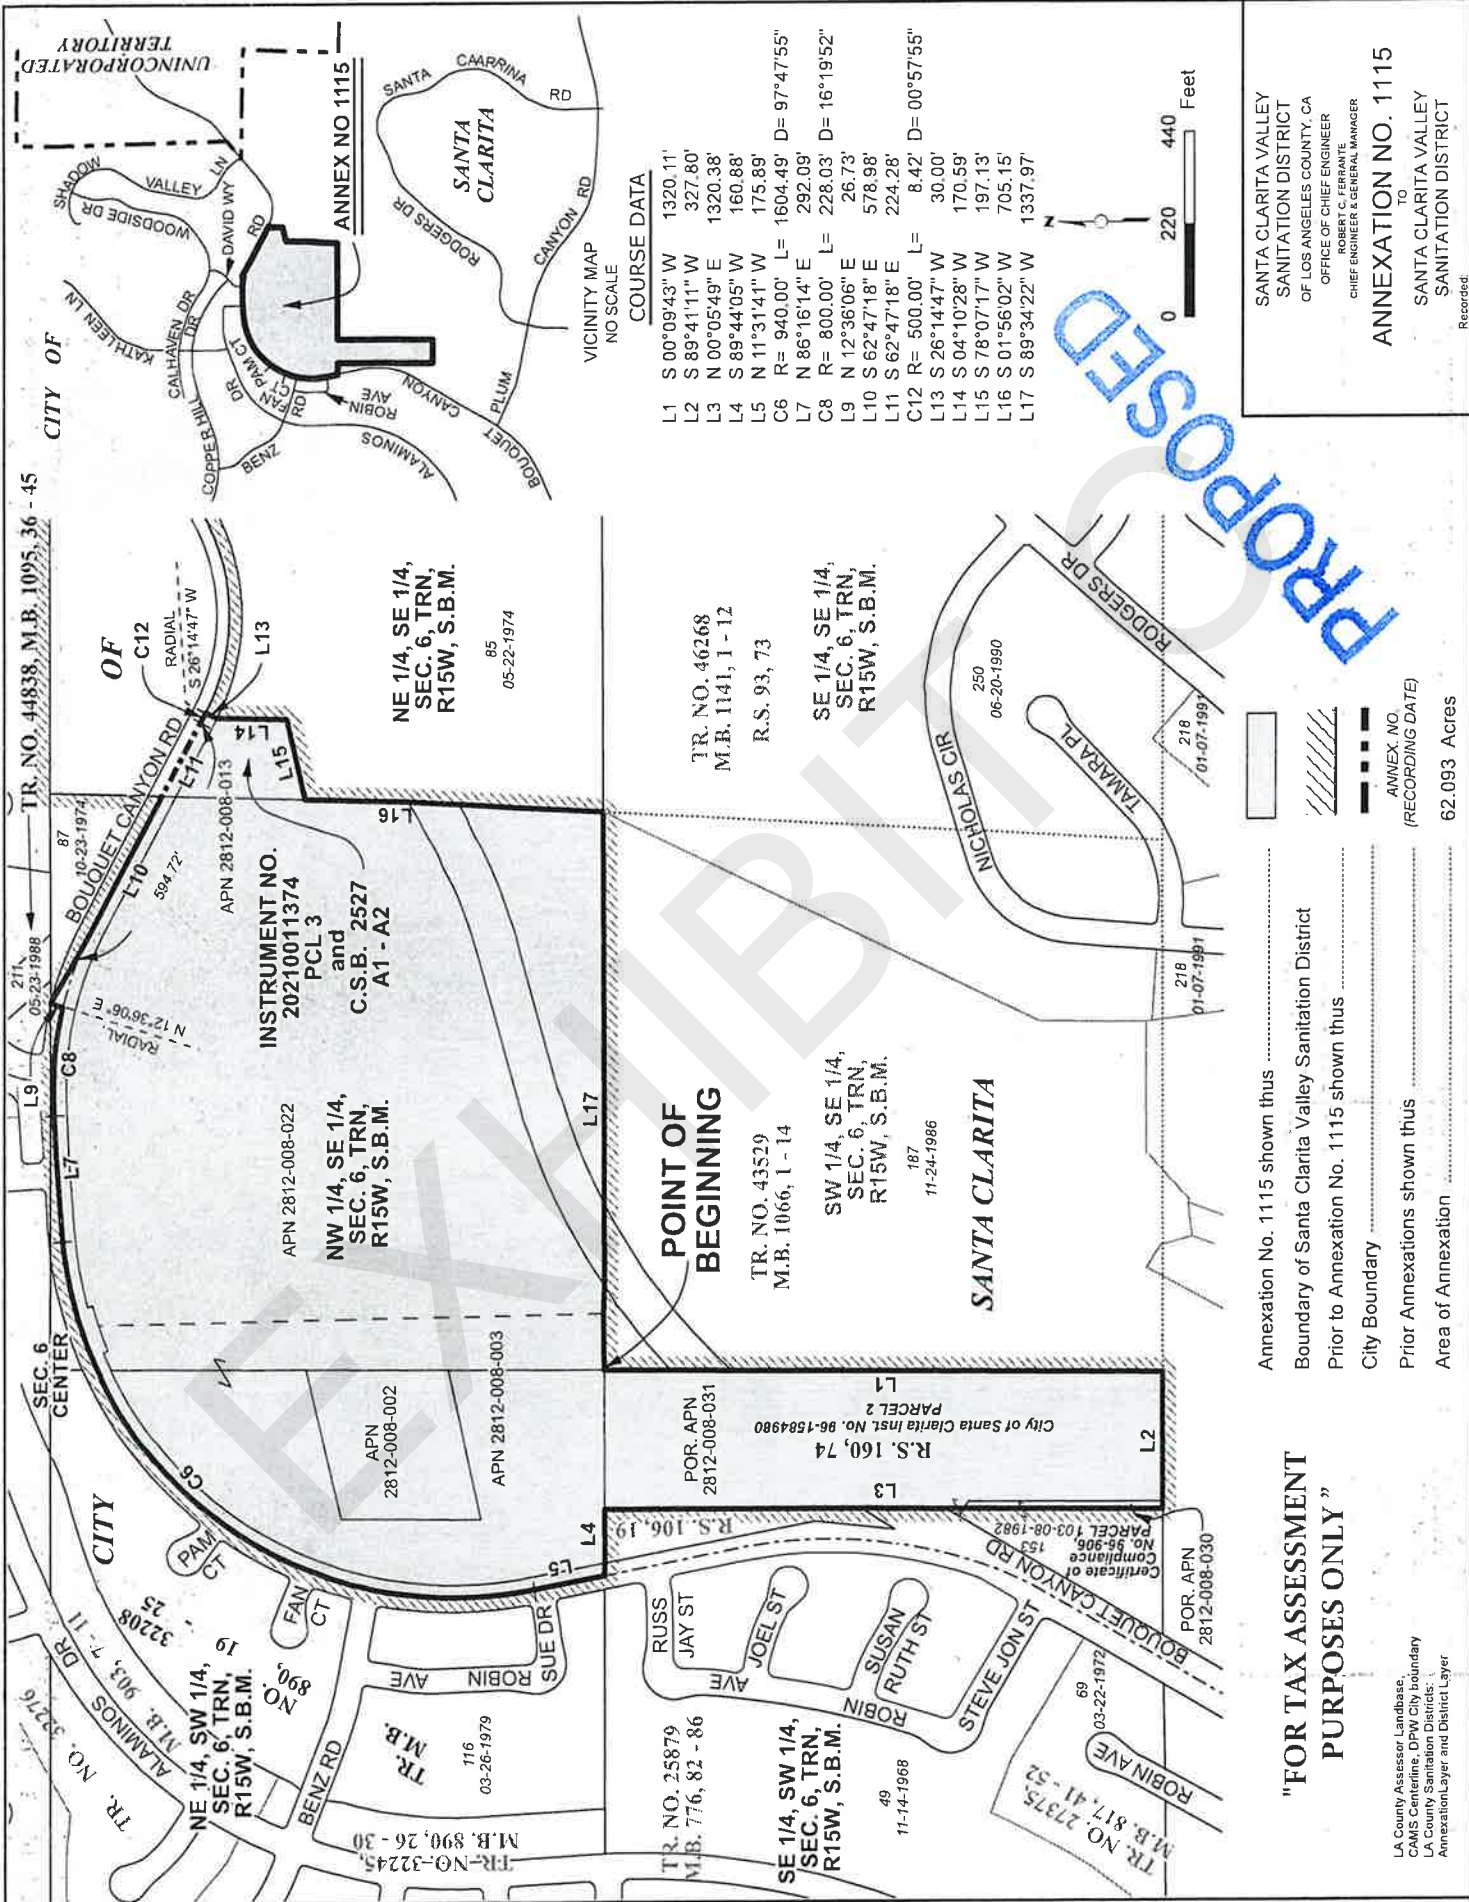 TR. NO. 44838, M.B. 1095, 36 - 45
CITY OF
UNINCORPORATED
TERRITORY
SHADOW
VALLEY
LN
WOODSIDE DR
DAVID WY
KATHLEEN LN
CALHAVEN DR
COPPER HILL
DR
RD
PAM CT
FAN
CT
DR
RD
BENZ
ROBIN
AVE
ALAMINOS
CANYON
BOUQUET
PLUM
CANYON
RD
RODGERS DR
SANTA
CAARRINA
RD
SANTA
CLARITA
ANNEX NO 1115
VICINITY MAP
NO SCALE
COURSE DATA
L1 S 00°09'43" W 1320.11'
L2 S 89°41'11" W 327.80'
L3 N 00°05'49" E 1320.38'
L4 S 89°44'05" W 160.88'
L5 N 11°31'41" W 175.89'
C6 R= 940.00' L= 1604.49' D= 97°47'55"
L7 N 86°16'14" E 292.09'
C8 R= 800.00' L= 228.03' D= 16°19'52"
L9 N 12°36'06" E 26.73'
L10 S 62°47'18" E 578.98'
L11 S 62°47'18" E 224.28'
C12 R= 500.00' L= 8.42' D= 00°57'55"
L13 S 26°14'47" W 30.00'
L14 S 04°10'28" W 170.59'
L15 S 78°07'17" W 197.13'
L16 S 01°56'02" W 705.15'
L17 S 89°34'22" W 1337.97'
Z
0 220 440
Feet
CITY
OF
SANTA CLARITA
SEC. 6
CENTER
L9
211
05-23-1988
87
10-23-1974
BOUQUET CANYON RD
C12
RADIAL
S 26°14'47" W
L13
L7
C8
RADIAL
N 12°36'06" E
L10
594.72'
L11
L14
L15
L16
L17
APN 2812-008-013
INSTRUMENT NO.
20210011374
PCL 3
and
C.S.B. 2527
A1 - A2
APN 2812-008-022
NW 1/4, SE 1/4,
SEC. 6, TRN,
R15W, S.B.M.
NE 1/4, SE 1/4,
SEC. 6, TRN,
R15W, S.B.M.
85
05-22-1974
TR. NO. 46268
M.B. 1141, 1 - 12
R.S. 93, 73
SE 1/4, SE 1/4,
SEC. 6, TRN,
R15W, S.B.M.
POINT OF
BEGINNING
TR. NO. 43529
M.B. 1066, 1 - 14
SW 1/4, SE 1/4,
SEC. 6, TRN,
R15W, S.B.M.
187
11-24-1986
NICHOLAS CIR
250
06-20-1990
TAMARA PL
RODGERS DR
218
01-07-1991
218
01-07-1991
C6
APN
2812-008-002
APN 2812-008-003
L4
L5
POR. APN
2812-008-031
R.S. 160, 74
City of Santa Clarita Inst. No. 96-1584980
PARCEL 2
L1
L2
L3
R.S. 106, 19
Certificate of
Compliance
No. 96-906,
PARCEL 1
153
03-08-1982
POR. APN
2812-008-030
BOUQUET CANYON RD
PAM
CT
FAN
CT
ALAMINOS DR
TR. NO. 32276
M.B. 903, 7 - 11
NE 1/4, SW 1/4,
SEC. 6, TRN,
R15W, S.B.M.
TR. NO. 32208
M.B. 890, 19 - 25
BENZ RD
ROBIN AVE
SUE DR
116
03-26-1979
TR. NO. 32245,
M.B. 890, 26 - 30
TR. NO. 25879
M.B. 776, 82 - 86
RUSS
JAY ST
JOEL ST
ROBIN AVE
SUSAN
RUTH ST
STEVE JON ST
SE 1/4, SW 1/4,
SEC. 6, TRN,
R15W, S.B.M.
49
11-14-1968
69
03-22-1972
ROBIN AVE
TR. NO. 27375,
M.B. 817, 41 - 52
EXHIBIT C
PROPOSED
"FOR TAX ASSESSMENT
PURPOSES ONLY"
LA County Assessor Landbase.
CAMS Centerline, DPW City boundary
LA County Sanitation Districts:
AnnexationLayer and District Layer
Annexation No. 1115 shown thus
Boundary of Santa Clarita Valley Sanitation District
Prior to Annexation No. 1115 shown thus
City Boundary
Prior Annexations shown thus
ANNEX. NO.
(RECORDING DATE)
Area of Annexation
62.093 Acres
SANTA CLARITA VALLEY
SANITATION DISTRICT
OF LOS ANGELES COUNTY, CA
OFFICE OF CHIEF ENGINEER
ROBERT C. FERRANTE
CHIEF ENGINEER & GENERAL MANAGER
ANNEXATION NO. 1115
TO
SANTA CLARITA VALLEY
SANITATION DISTRICT
Recorded: